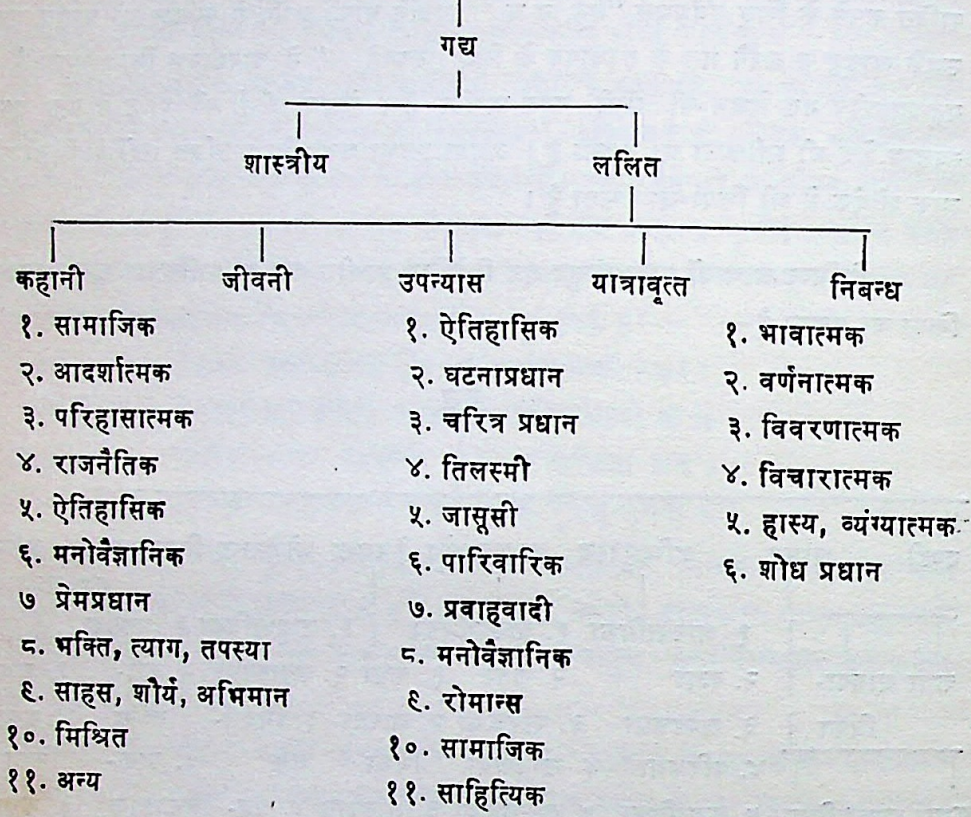 गद्य
शास्त्रीय ललित
कहानी जीवनी उपन्यास यात्रावृत्त निबन्ध
१. सामाजिक १. ऐतिहासिक १. भावात्मक
२. आदर्शात्मक २. घटनाप्रधान २. वर्णनात्मक
३. परिहासात्मक ३. चरित्र प्रधान ३. विवरणात्मक
४. राजनैतिक ४. तिलस्मी ४. विचारात्मक
५. ऐतिहासिक ५. जासूसी ५. हास्य, व्यंग्यात्मक
६. मनोवैज्ञानिक ६. पारिवारिक ६. शोध प्रधान
७ प्रेमप्रधान ७. प्रवाहवादी
८. भक्ति, त्याग, तपस्या ८. मनोवैज्ञानिक
९. साहस, शौर्य, अभिमान ९. रोमान्स
१०. मिश्रित १०. सामाजिक
११. अन्य ११. साहित्यिक